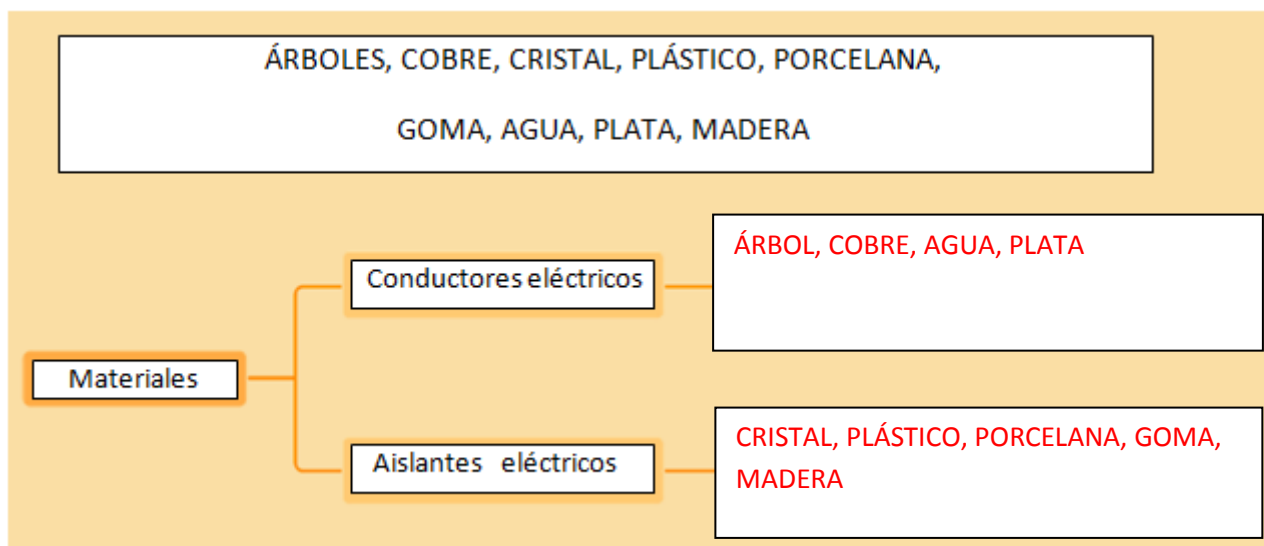 ÁRBOLES, COBRE, CRISTAL, PLÁSTICO, PORCELANA,
GOMA, AGUA, PLATA, MADERA
Conductores eléctricos
ÁRBOL, COBRE, AGUA, PLATA
Materiales
Aislantes eléctricos
CRISTAL, PLÁSTICO, PORCELANA, GOMA,
MADERA